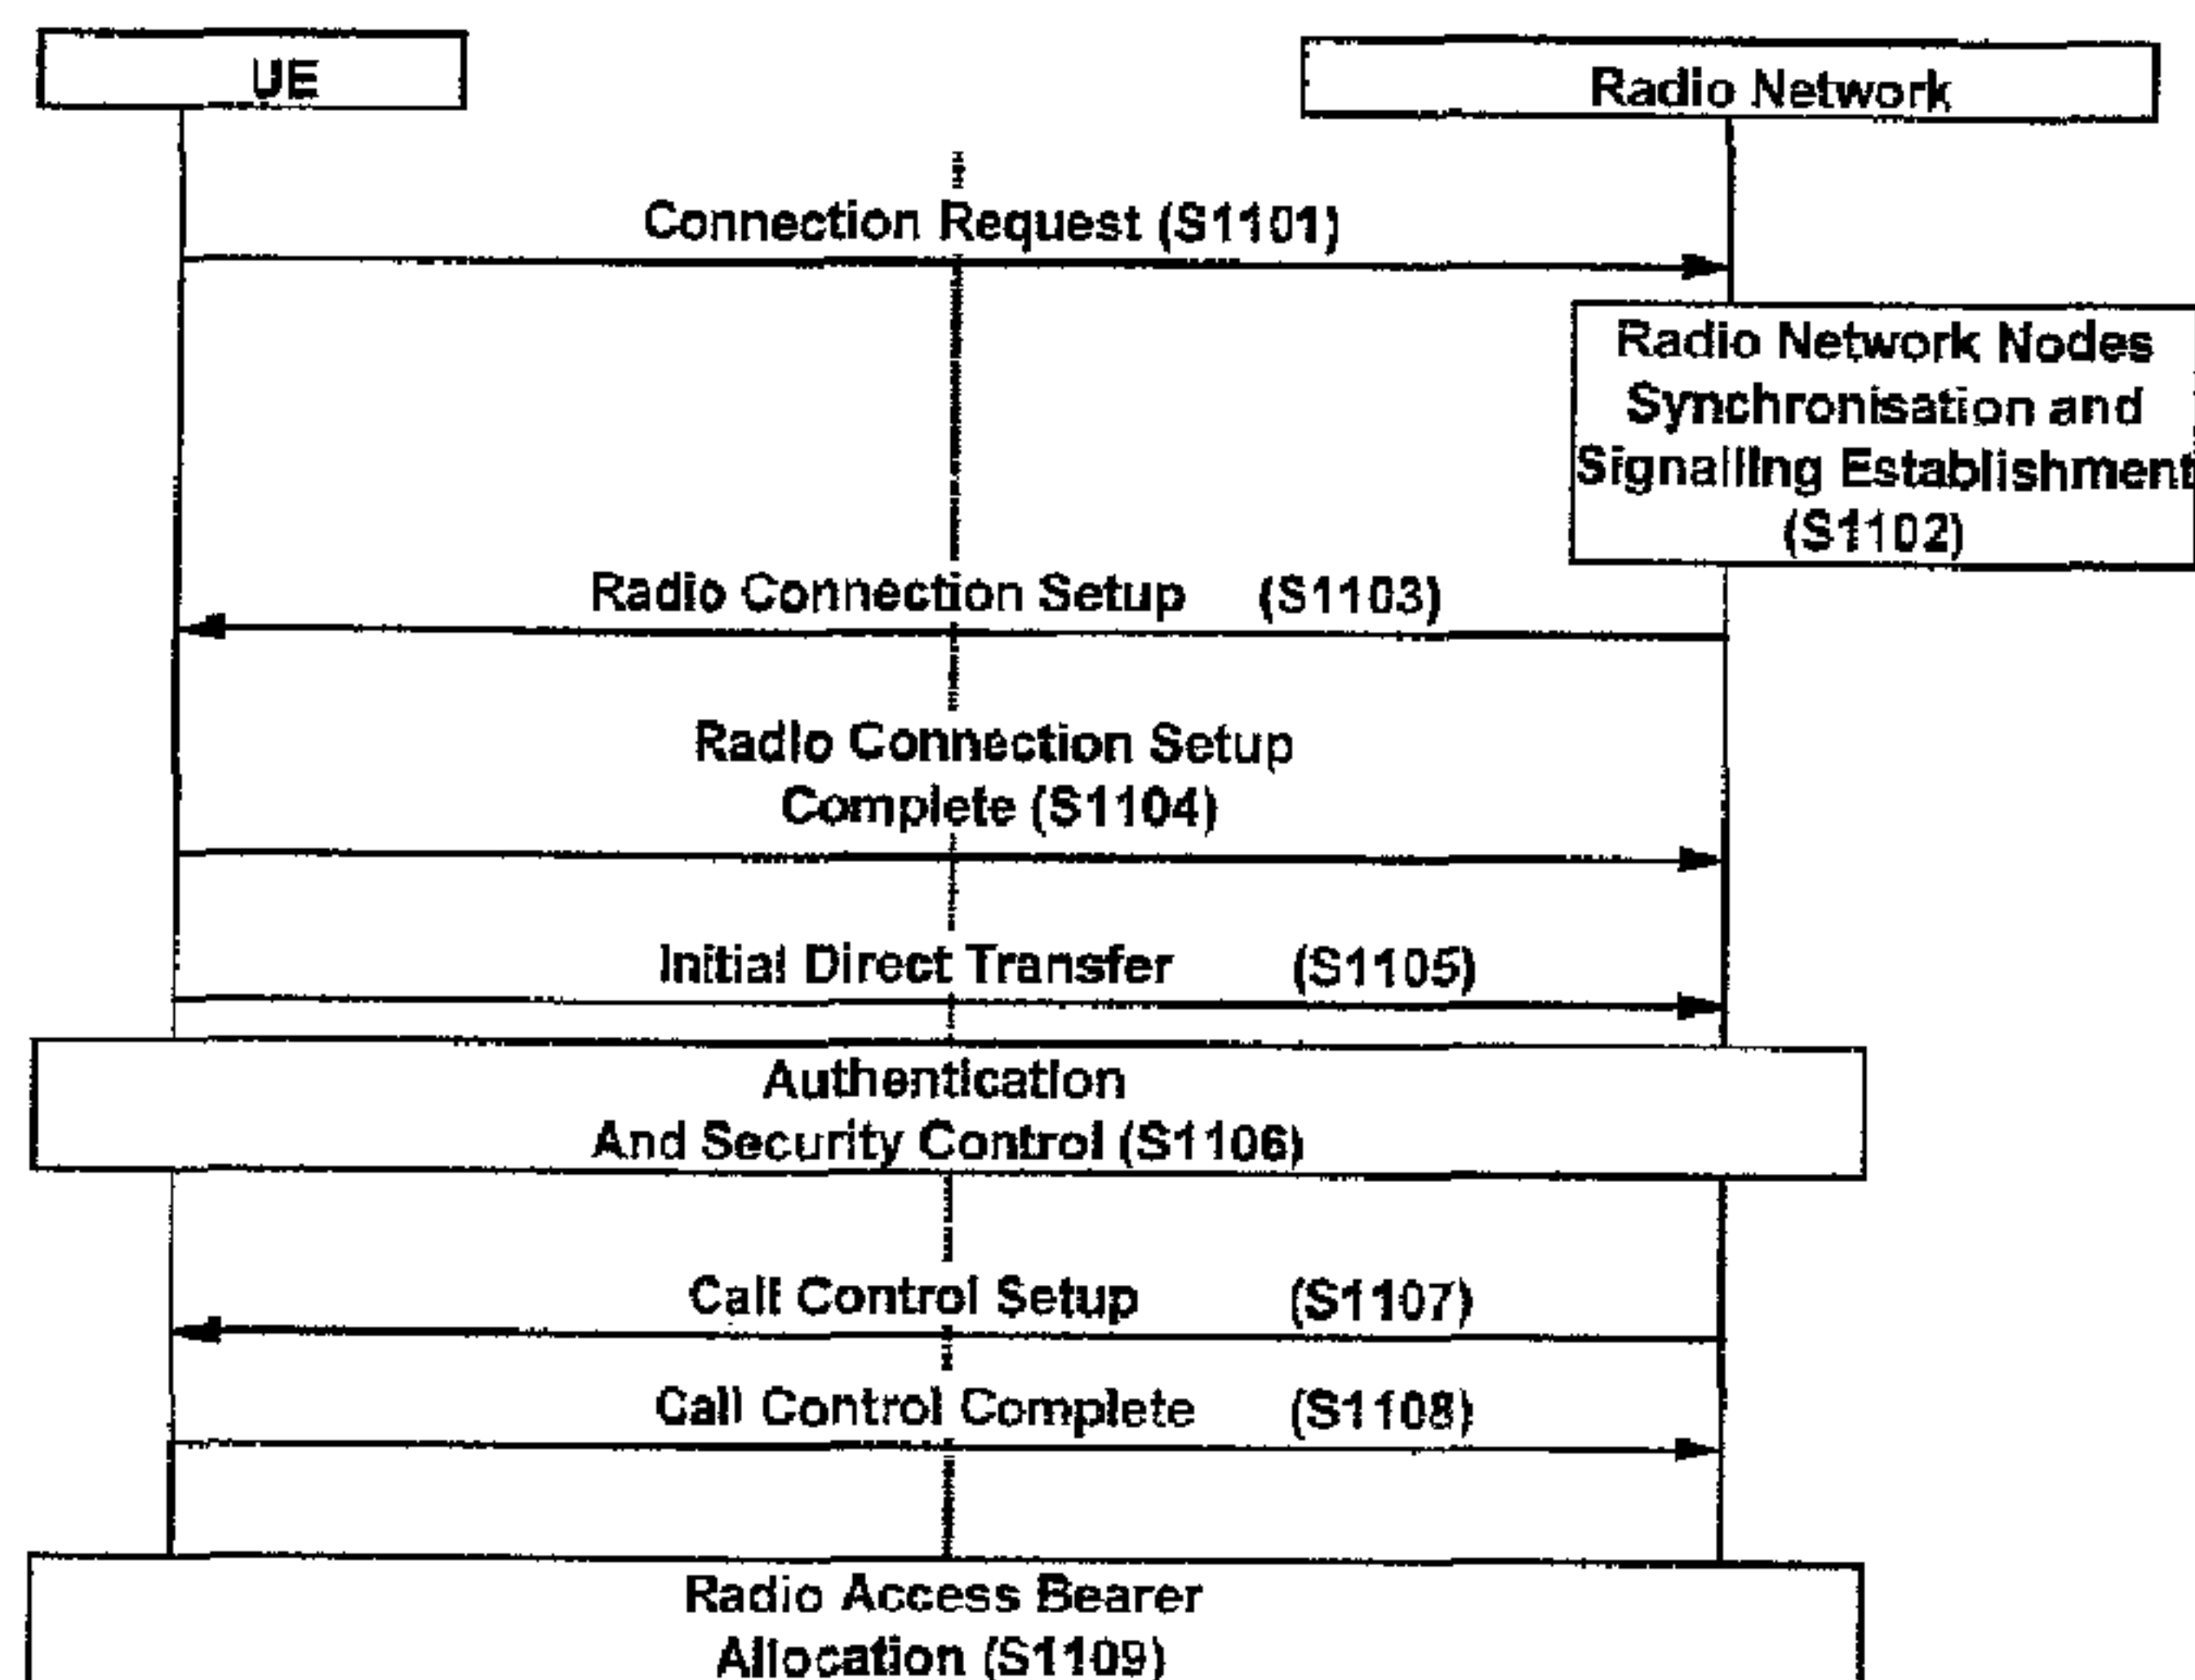 UE
Radio Network
Connection Request (S1101)
Radio Network Nodes
Synchronisation and
Signalling Establishment
(S1102)
Radio Connection Setup (S1103)
Radio Connection Setup
Complete (S1104)
Initial Direct Transfer (S1105)
Authentication
And Security Control (S1106)
Call Control Setup (S1107)
Call Control Complete (S1108)
Radio Access Bearer
Allocation (S1109)